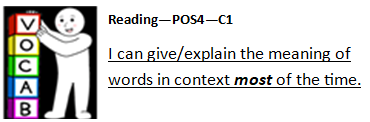 Reading—POS4—C1
I can give/explain the meaning of
words in context most of the time.
V
O
C
A
B